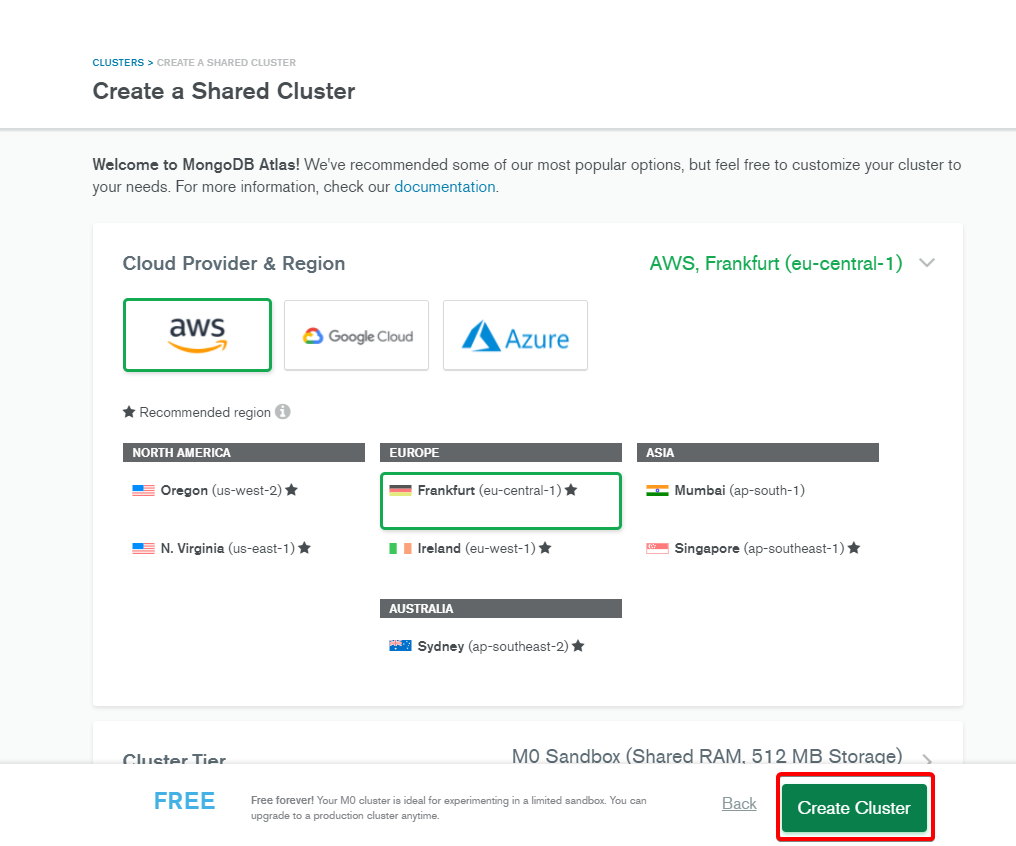 CLUSTERS > CREATE A SHARED CLUSTER
Create a Shared Cluster
Welcome to MongoDB Atlas! We've recommended some of our most popular options, but feel free to customize your cluster to
your needs. For more information, check our documentation.
Cloud Provider & Region
AWS, Frankfurt (eu-central-1)
aws
Google Cloud
Azure
★ Recommended region i
NORTH AMERICA
Oregon (us-west-2) ★
N. Virginia (us-east-1) ★
EUROPE
Frankfurt (eu-central-1) ★
Ireland (eu-west-1) ★
ASIA
Mumbai (ap-south-1)
Singapore (ap-southeast-1) ★
AUSTRALIA
Sydney (ap-southeast-2) ★
Cluster Tier
M0 Sandbox (Shared RAM, 512 MB Storage)
FREE
Free forever! Your M0 cluster is ideal for experimenting in a limited sandbox. You can
upgrade to a production cluster anytime.
Back
Create Cluster